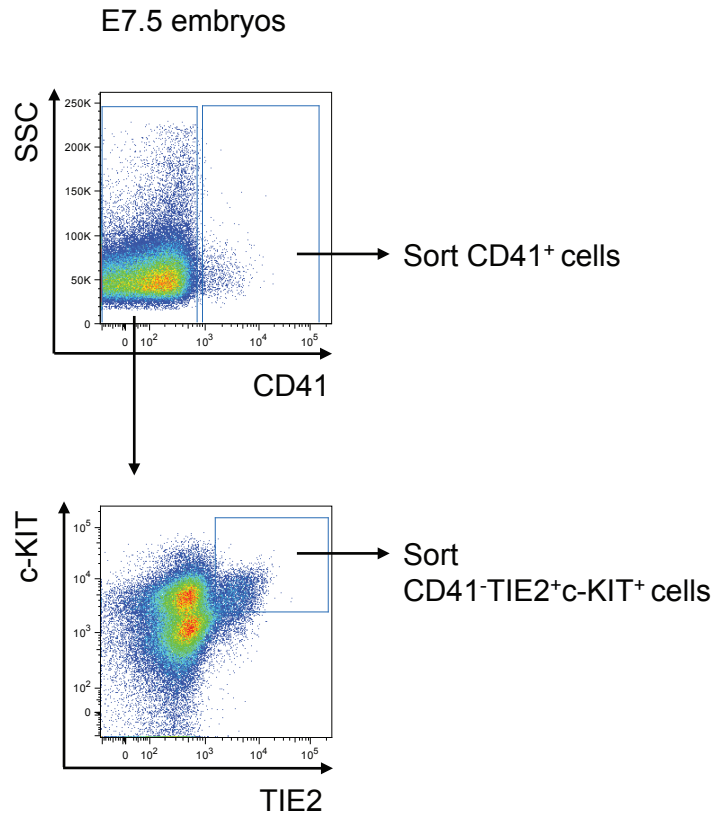 E7.5 embryos
SSC
250K
200K
150K
100K
50K
0
0 10² 10³ 10⁴ 10⁵
CD41
Sort CD41⁺ cells
c-KIT
10⁵
10⁴
10³
10²
0
0 10² 10³ 10⁴ 10⁵
TIE2
Sort
CD41⁻TIE2⁺c-KIT⁺ cells